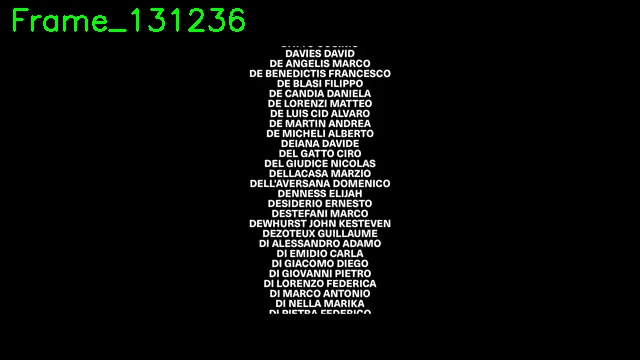 Frame_131236
DAVIES DAVID
DE ANGELIS MARCO
DE BENEDICTIS FRANCESCO
DE BLASI FILIPPO
DE CANDIA DANIELA
DE LORENZI MATTEO
DE LUIS CID ALVARO
DE MARTIN ANDREA
DE MICHELI ALBERTO
DEIANA DAVIDE
DEL GATTO CIRO
DEL GIUDICE NICOLAS
DELLACASA MARZIO
DELL'AVERSANA DOMENICO
DENNESS ELIJAH
DESIDERIO ERNESTO
DESTEFANI MARCO
DEWHURST JOHN KESTEVEN
DEZOTEUX GUILLAUME
DI ALESSANDRO ADAMO
DI EMIDIO CARLA
DI GIACOMO DIEGO
DI GIOVANNI PIETRO
DI LORENZO FEDERICA
DI MARCO ANTONIO
DI NELLA MARIKA
DI PIETRA FEDERICO